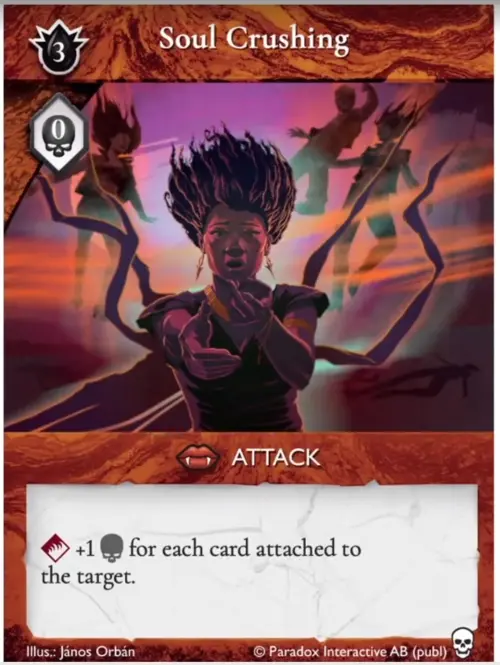 Soul Crushing
3
0
ATTACK
+1 for each card attached to
the target.
Illus.: János Orbán
© Paradox Interactive AB (publ)